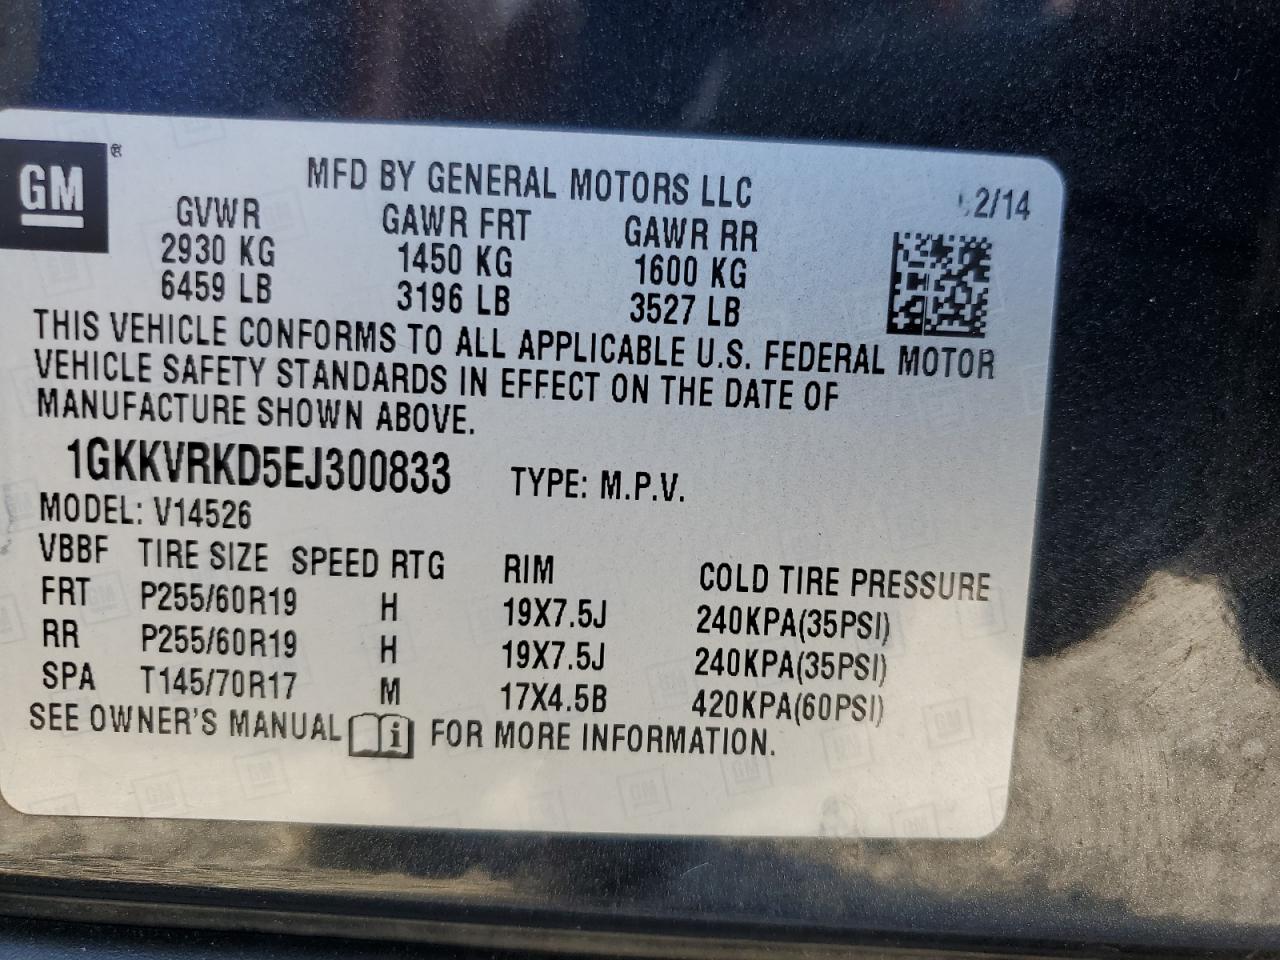 GM ®
MFD BY GENERAL MOTORS LLC
2/14
GVWR GAWR FRT GAWR RR
2930 KG 1450 KG 1600 KG
6459 LB 3196 LB 3527 LB
THIS VEHICLE CONFORMS TO ALL APPLICABLE U.S. FEDERAL MOTOR
VEHICLE SAFETY STANDARDS IN EFFECT ON THE DATE OF
MANUFACTURE SHOWN ABOVE.
1GKKVRKD5EJ300833 TYPE: M.P.V.
MODEL: V14526
VBBF TIRE SIZE SPEED RTG RIM COLD TIRE PRESSURE
FRT P255/60R19 H 19X7.5J 240KPA(35PSI)
RR P255/60R19 H 19X7.5J 240KPA(35PSI)
SPA T145/70R17 M 17X4.5B 420KPA(60PSI)
SEE OWNER'S MANUAL i FOR MORE INFORMATION.